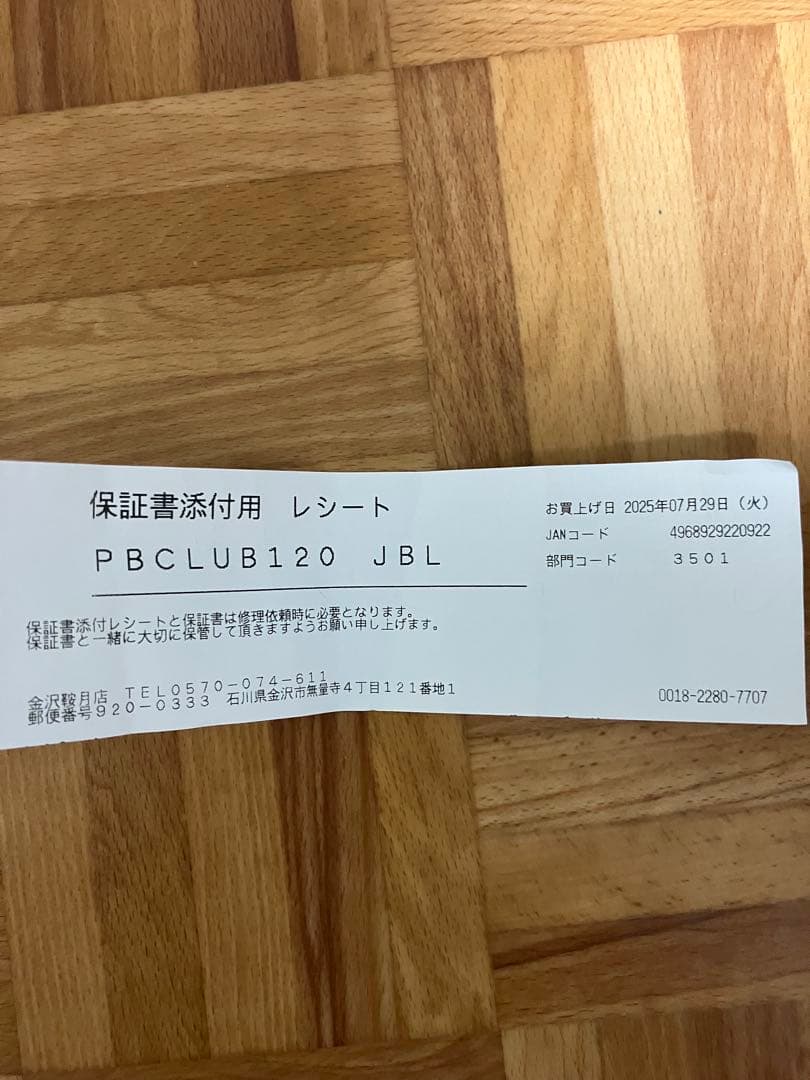 保証書添付用 レシート
PBCLUB120 JBL
お買上げ日 2025年07月29日（火）
JANコード 4968929220922
部門コード 3501
保証書添付レシートと保証書は修理依頼時に必要となります。
保証書と一緒に大切に保管して頂きますようお願い申し上げます。
金沢鞍月店 TEL0570-074-611
郵便番号920-0333 石川県金沢市無量寺4丁目121番地1
0018-2280-7707